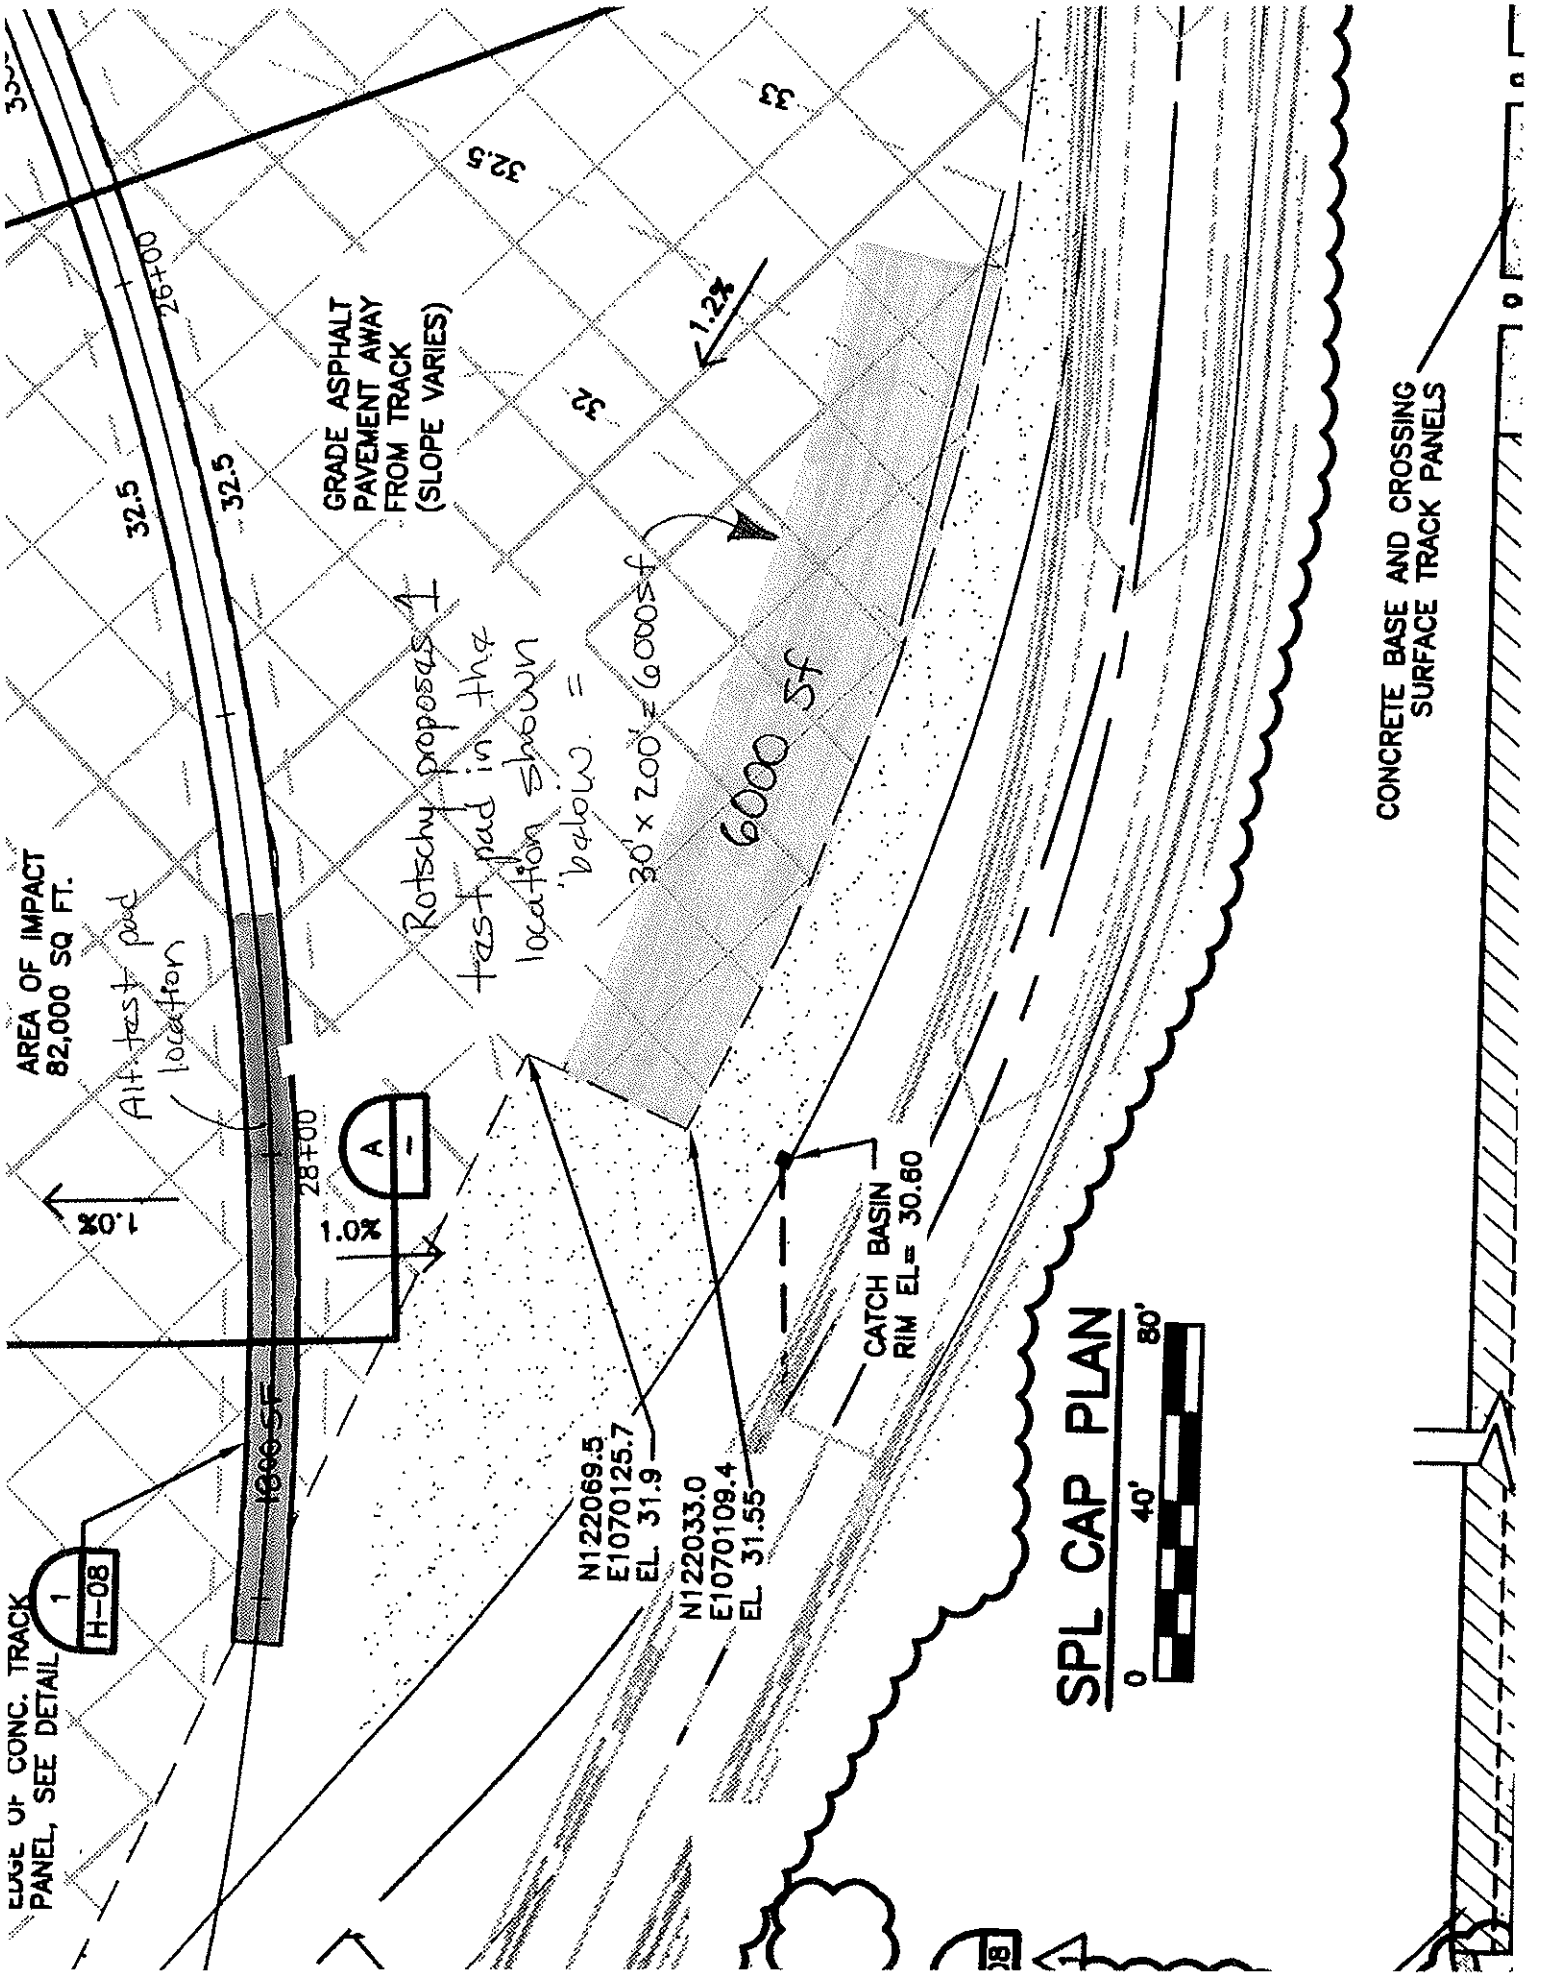 EDGE OF CONC. TRACK
PANEL, SEE DETAIL
1
H-08
1800 SF
AREA OF IMPACT
82,000 SQ FT.
Alt test pad
location
1.0%
28+00
1.0%
A
-
32.5
32.5
26+00
GRADE ASPHALT
PAVEMENT AWAY
FROM TRACK
(SLOPE VARIES)
32.5
33
32
1.2%
Rotschy proposes 1
test pad in the
location shown
below. =
30' x 200' = 6000sf
6000 sf
N122069.5
E1070125.7
EL. 31.9
N122033.0
E1070109.4
EL 31.55
CATCH BASIN
RIM EL= 30.60
SPL CAP PLAN
0
40'
80'
CONCRETE BASE AND CROSSING
SURFACE TRACK PANELS